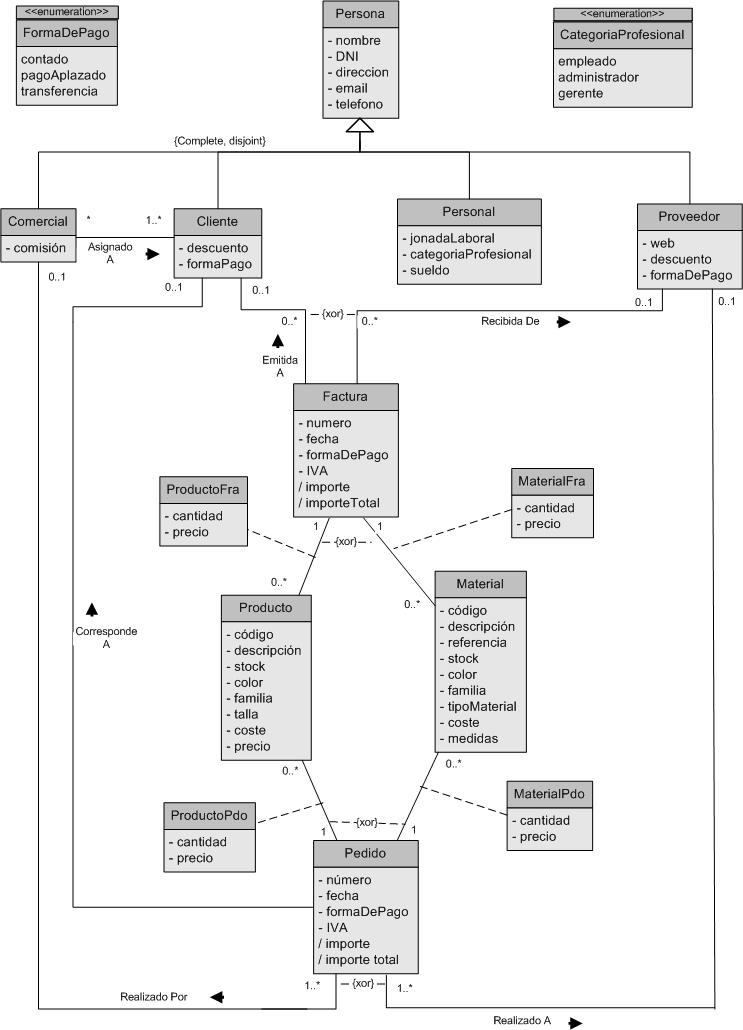 <<enumeration>>
FormaDePago
contado
pagoAplazado
transferencia
Persona
- nombre
- DNI
- direccion
- email
- telefono
<<enumeration>>
CategoriaProfesional
empleado
administrador
gerente
{Complete, disjoint}
Comercial
- comisión
*
1..*
Asignado
A
Cliente
- descuento
- formaPago
Personal
- jonadaLaboral
- categoriaProfesional
- sueldo
Proveedor
- web
- descuento
- formaDePago
0..1
0..1
0..1
0..1
0..1
0..*
{xor}
0..*
Recibida De
Emitida
A
Factura
- numero
- fecha
- formaDePago
- IVA
/ importe
/ importeTotal
ProductoFra
- cantidad
- precio
MaterialFra
- cantidad
- precio
1
1
{xor}
0..*
0..*
Corresponde
A
Producto
- código
- descripción
- stock
- color
- familia
- talla
- coste
- precio
Material
- código
- descripción
- referencia
- stock
- color
- familia
- tipoMaterial
- coste
- medidas
0..*
0..*
ProductoPdo
- cantidad
- precio
MaterialPdo
- cantidad
- precio
1
{xor}
1
Pedido
- número
- fecha
- formaDePago
- IVA
/ importe
/ importe total
1..*
{xor}
1..*
Realizado Por
Realizado A